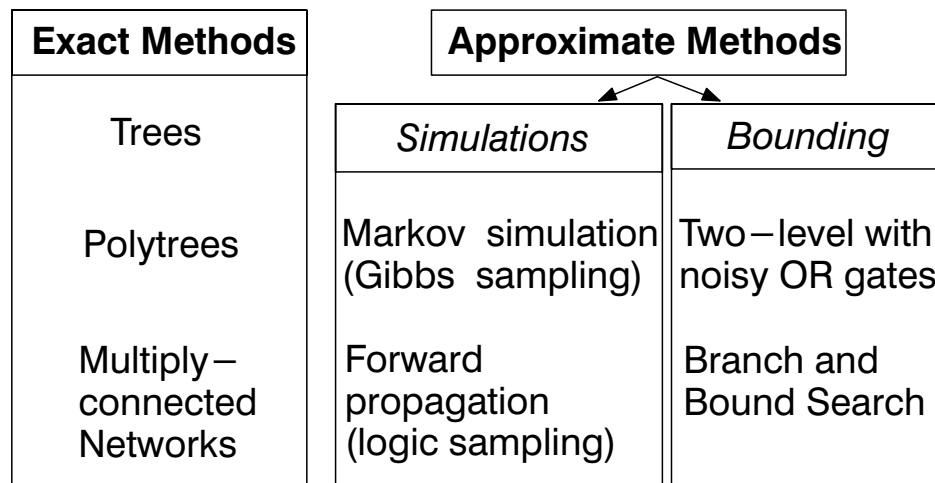 Exact Methods
Trees
Polytrees
Multiply–
connected
Networks
Approximate Methods
Simulations
Markov simulation
(Gibbs sampling)
Forward
propagation
(logic sampling)
Bounding
Two–level with
noisy OR gates
Branch and
Bound Search